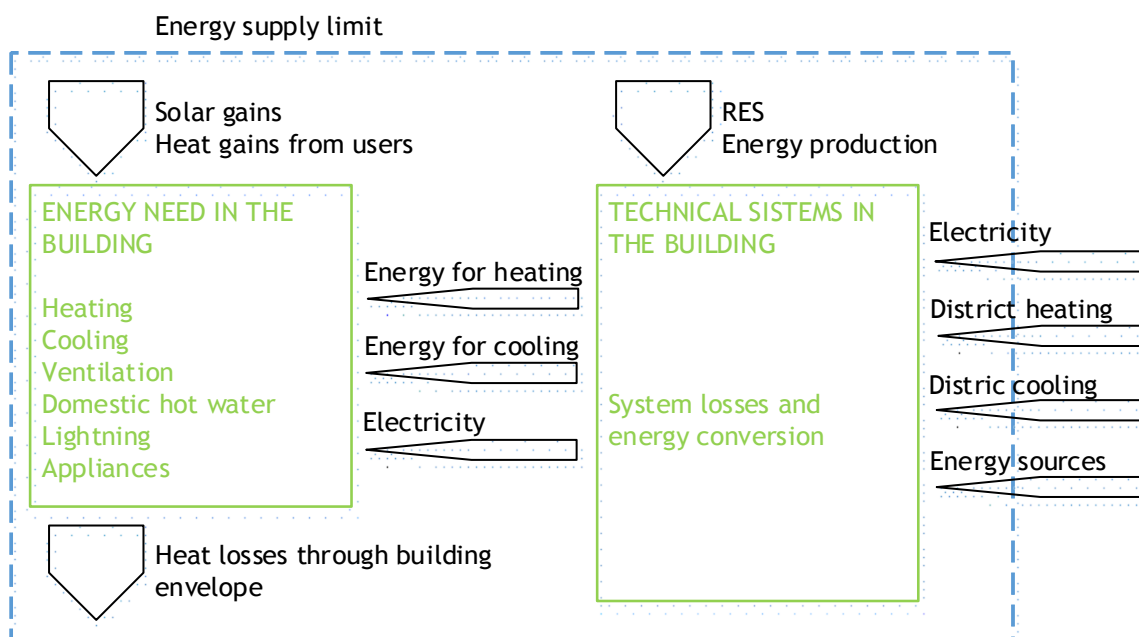 Energy supply limit
Solar gains
Heat gains from users
RES
Energy production
ENERGY NEED IN THE
BUILDING
Heating
Cooling
Ventilation
Domestic hot water
Lightning
Appliances
Energy for heating
Energy for cooling
Electricity
TECHNICAL SISTEMS IN
THE BUILDING
System losses and
energy conversion
Electricity
District heating
Distric cooling
Energy sources
Heat losses through building
envelope